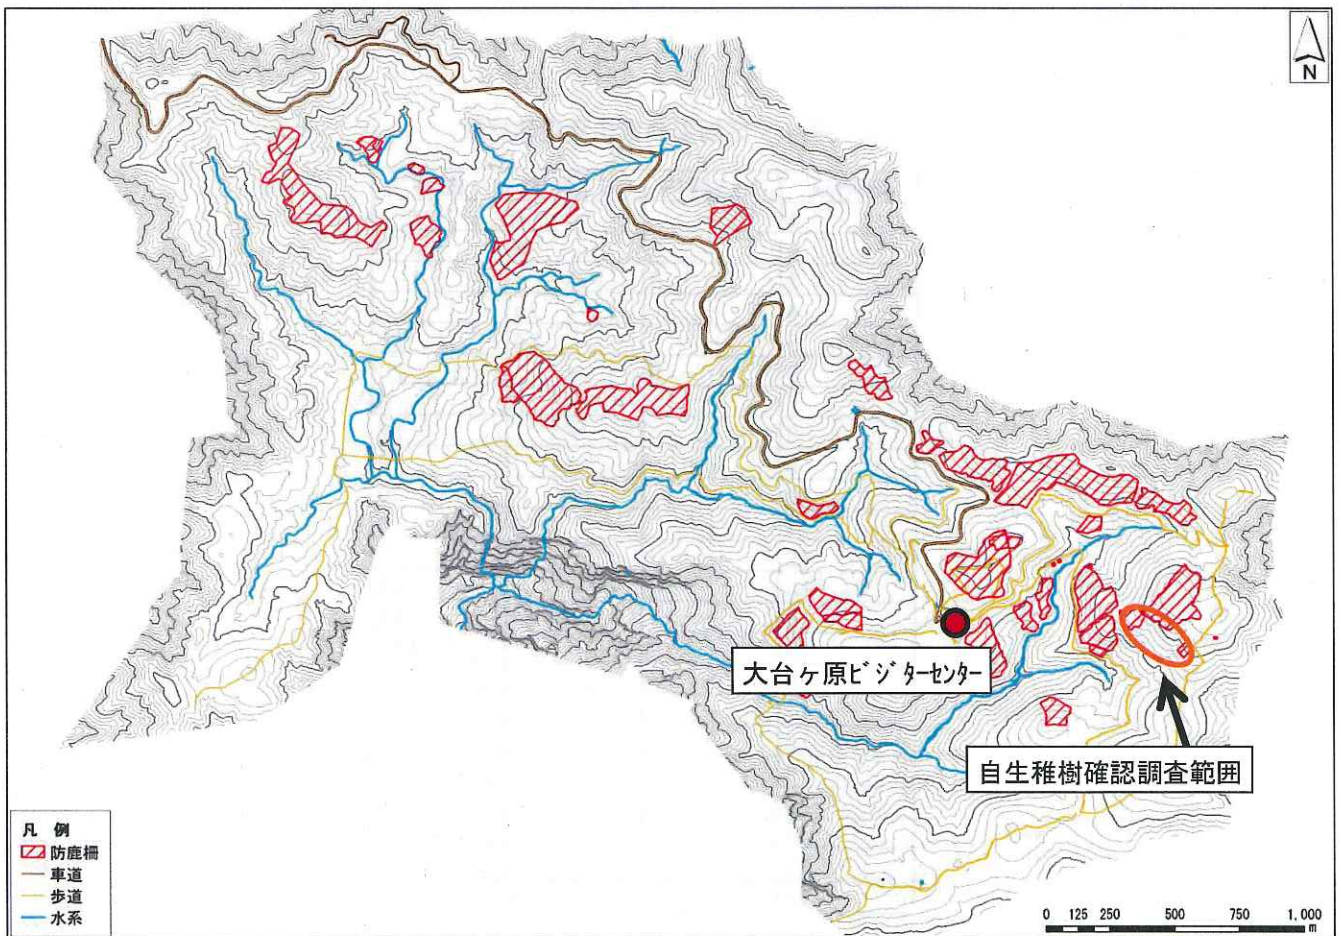 N
大台ヶ原ビジターセンター
自生稚樹確認調査範囲
凡 例
防鹿柵
車道
歩道
水系
0 125 250 500 750 1,000
m